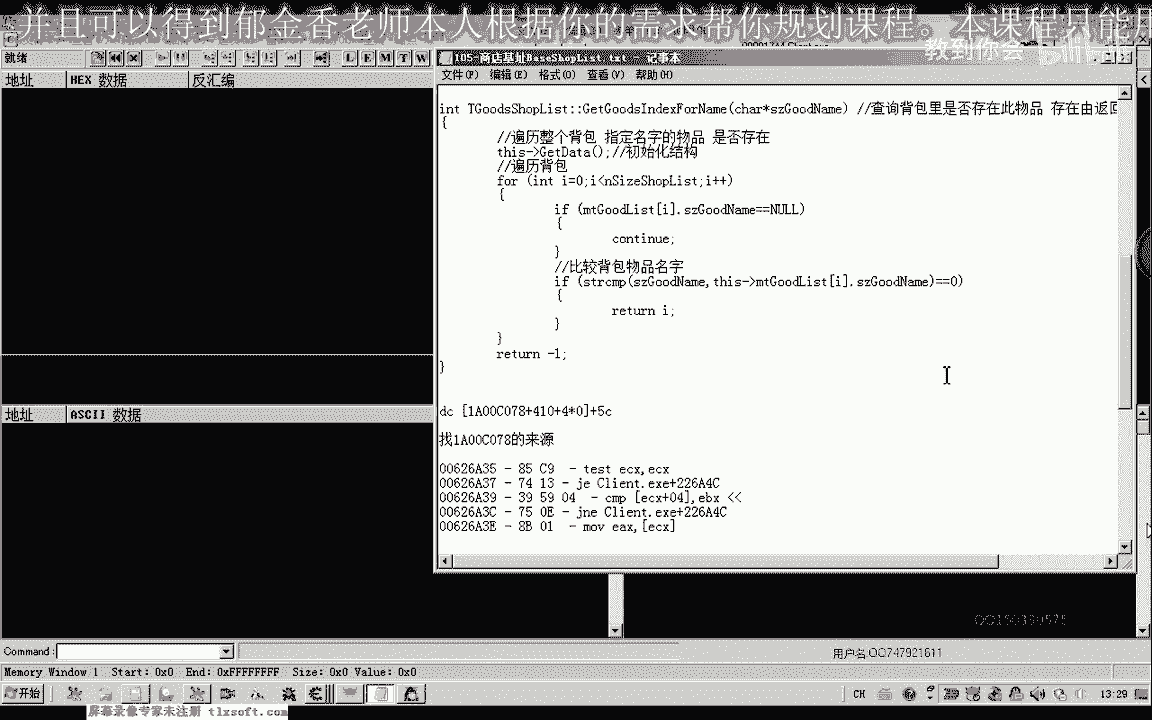 并且可以得到郁金香老师本人根据你的需求帮你规划课程。本课程只能
教到你会
就绪
L E M T W
105-商店基址BaseShopList.txt - 记事本
文件(F) 编辑(E) 格式(O) 查看(V) 帮助(H)
地址 HEX 数据 反汇编
int TGoodsShopList::GetGoodsIndexForName(char*szGoodName) //查询背包里是否存在此物品 存在由返回
{
//遍历整个背包 指定名字的物品 是否存在
this->GetData();//初始化结构
//遍历背包
for (int i=0;i<nSizeShopList;i++)
{
if (mtGoodList[i].szGoodName==NULL)
{
continue;
}
//比较背包物品名字
if (strcmp(szGoodName,this->mtGoodList[i].szGoodName)==0)
{
return i;
}
}
return -1;
}
dc [1A00C078+410+4*0]+5c
找1A00C078的来源
00626A35 - 85 C9  - test ecx,ecx
00626A37 - 74 13 - je Client.exe+226A4C
00626A39 - 39 59 04  - cmp [ecx+04],ebx <<
00626A3C - 75 0E - jne Client.exe+226A4C
00626A3E - 8B 01  - mov eax,[ecx]
地址 ASCII 数据
Command:
用户名:QQ747921611
Memory Window 1 Start: 0x0 End: 0xFFFFFFFF Size: 0x0 Value: 0x0
开始
CH
13:29
屏幕录像专家未注册 tlxsoft.com